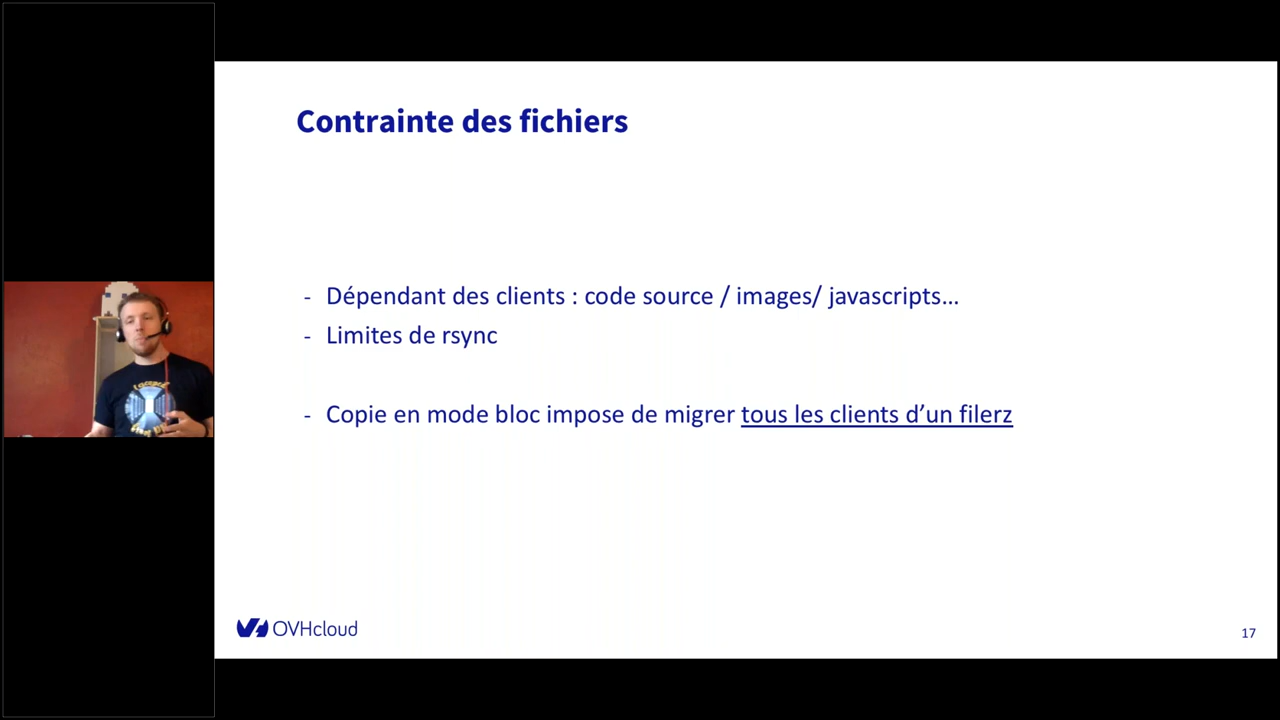 Contrainte des fichiers
- Dépendant des clients : code source / images/ javascripts…
- Limites de rsync
- Copie en mode bloc impose de migrer tous les clients d’un filerz
OVHcloud
17